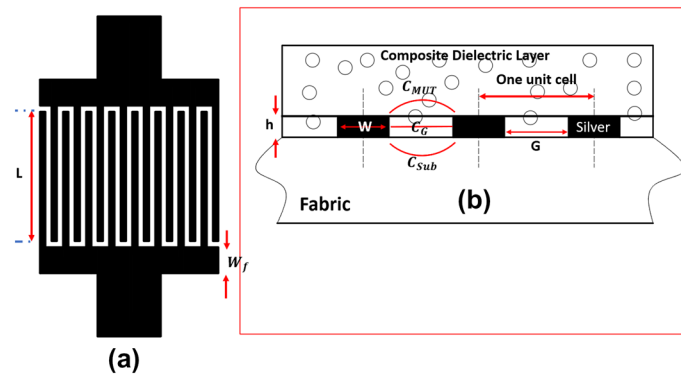 (a)
L
W_f
Composite Dielectric Layer
C_MUT
One unit cell
h
W
C_G
Silver
G
C_Sub
Fabric
(b)